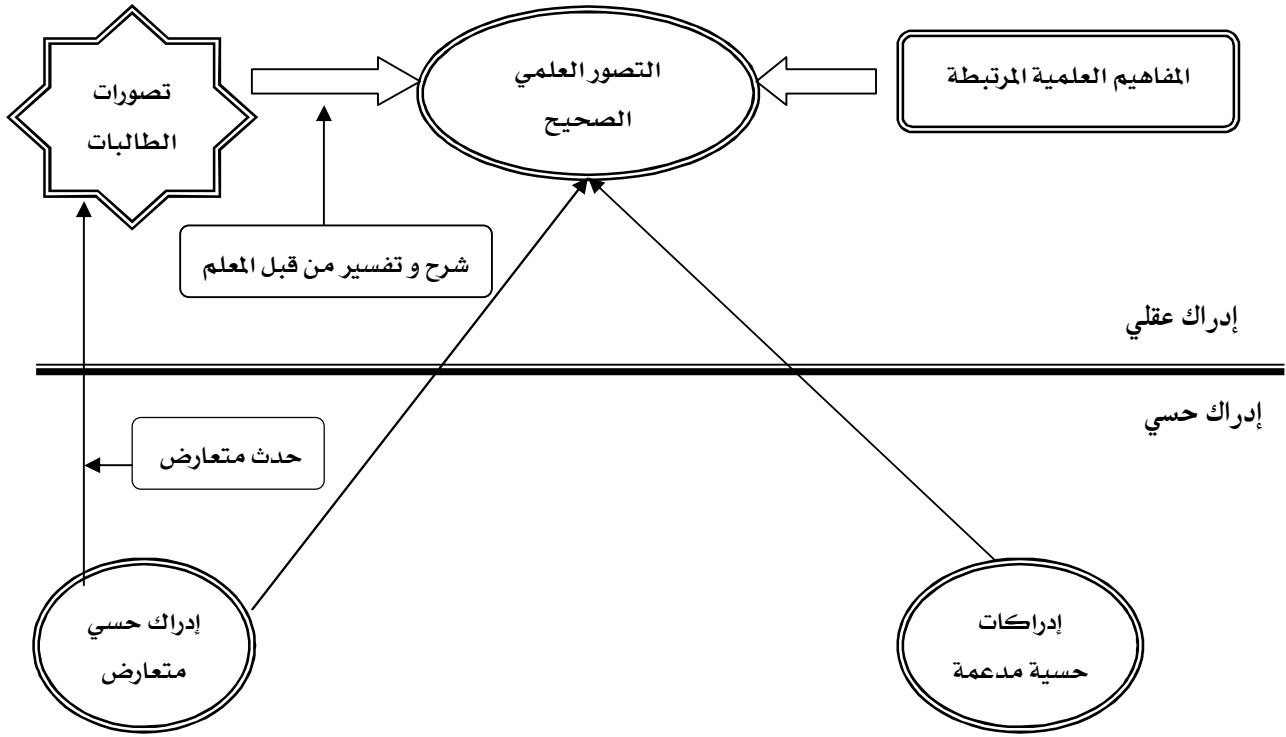 المفاهيم العلمية المرتبطة
التصور العلمي
الصحيح
تصورات
الطالبات
شرح و تفسير من قبل المعلم
إدراك عقلي
إدراك حسي
حدث متعارض
إدراكات
حسية مدعمة
إدراك حسي
متعارض